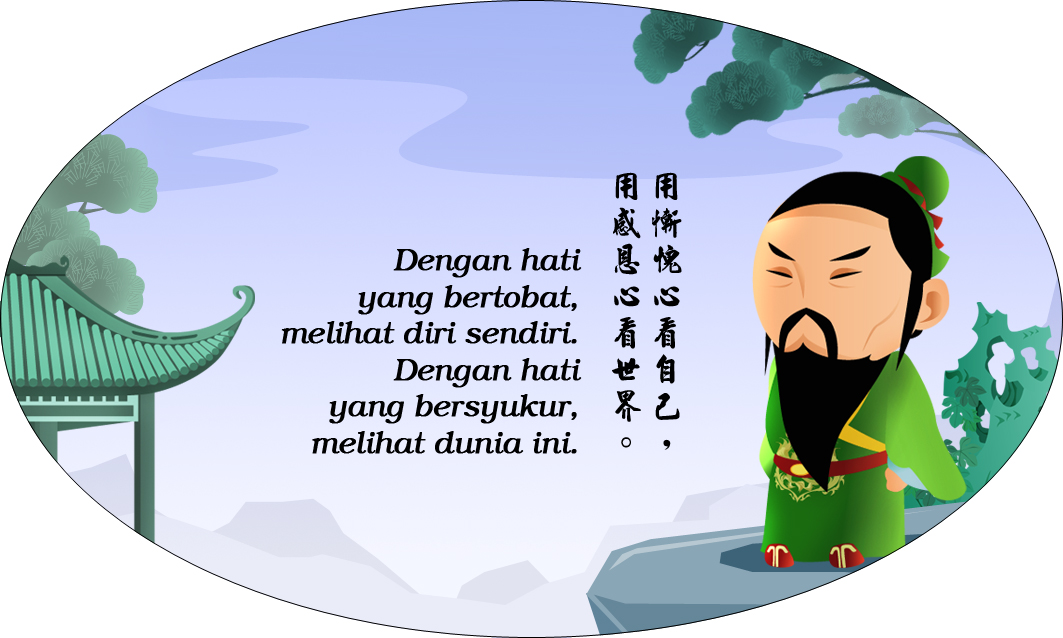 Dengan hati
yang bertobat,
melihat diri sendiri.
Dengan hati
yang bersyukur,
melihat dunia ini.
用慚愧心看自己，
用感恩心看世界。